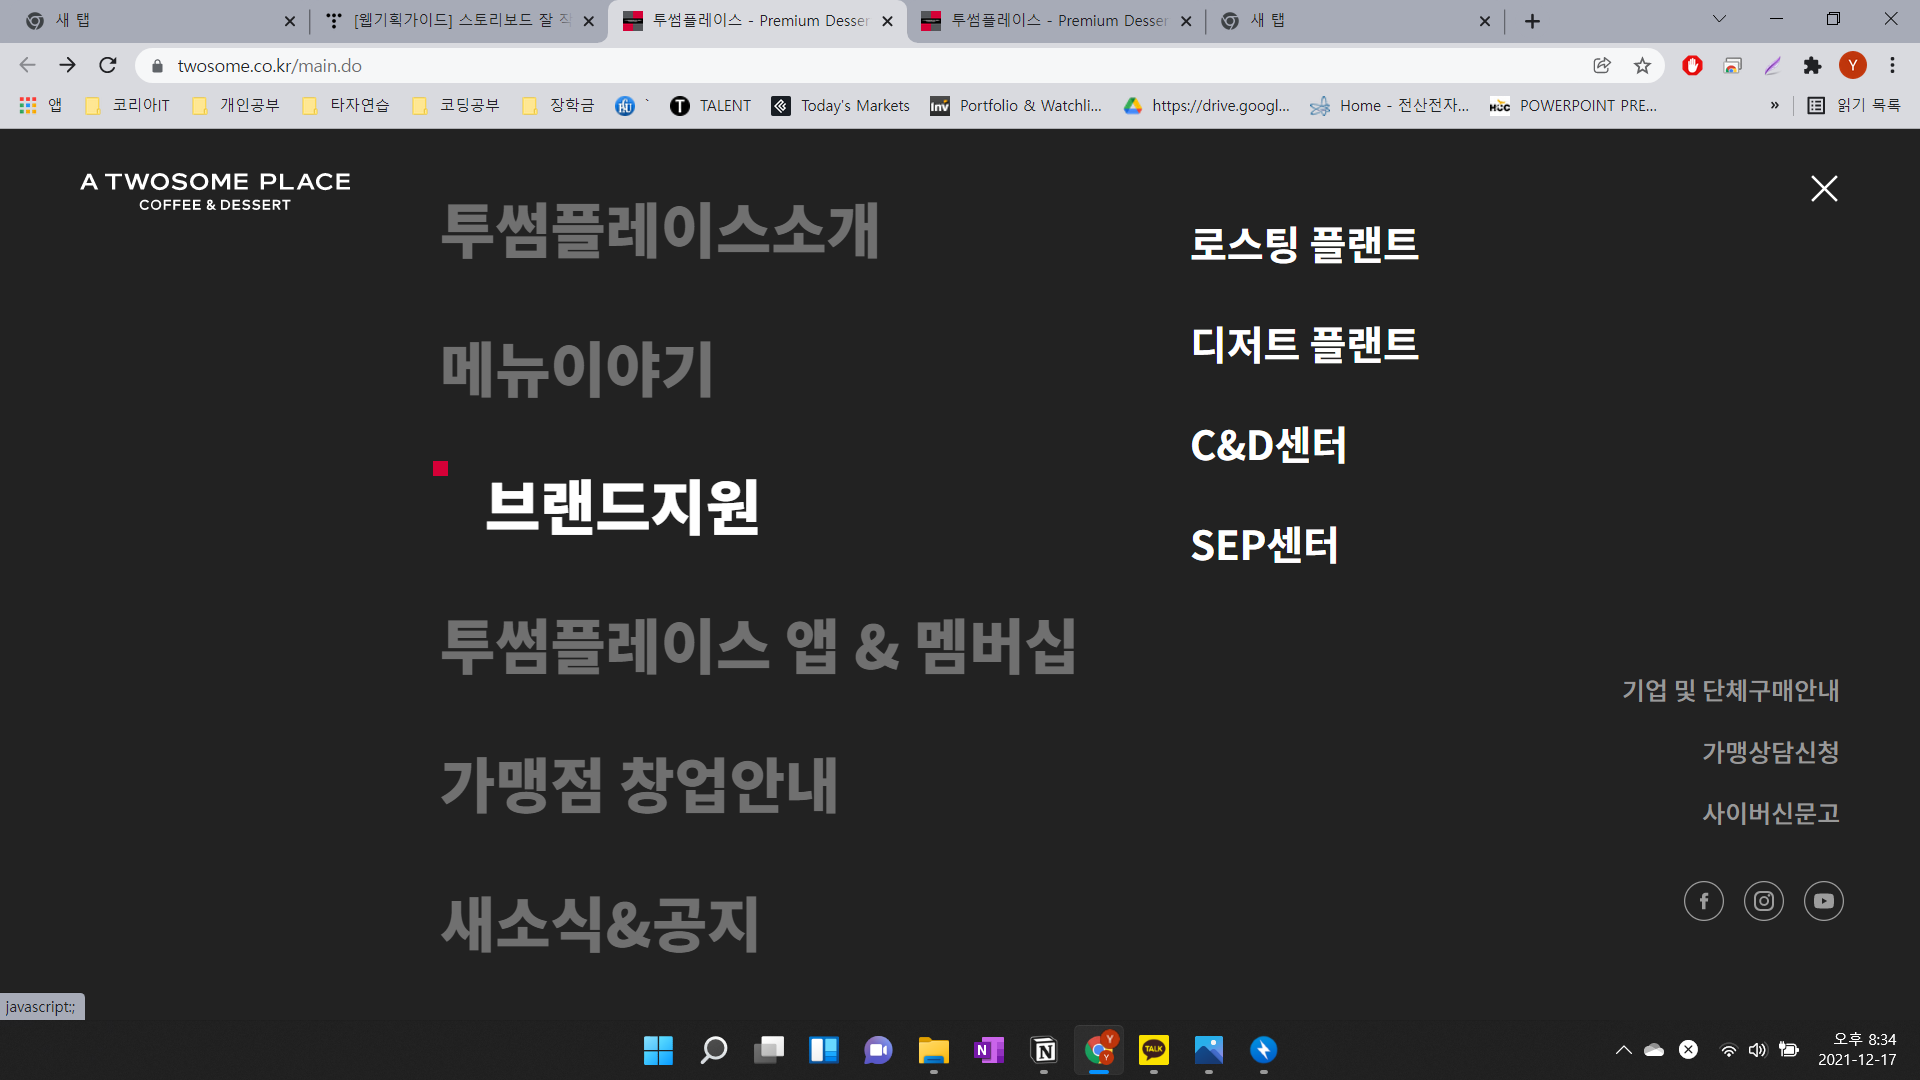 새 탭
[웹기획가이드] 스토리보드 잘 작
투썸플레이스 - Premium Desser
투썸플레이스 - Premium Desser
새 탭
twosome.co.kr/main.do
Y
앱
코리아IT
개인공부
타자연습
코딩공부
장학금
`
TALENT
Today's Markets
Inv Portfolio & Watchli...
https://drive.googl...
Home - 전산전자...
POWERPOINT PRE...
»
읽기 목록
A TWOSOME PLACE
COFFEE & DESSERT
투썸플레이스소개
메뉴이야기
브랜드지원
투썸플레이스 앱 & 멤버십
가맹점 창업안내
새소식&공지
로스팅 플랜트
디저트 플랜트
C&D센터
SEP센터
기업 및 단체구매안내
가맹상담신청
사이버신문고
javascript:;
TALK
오후 8:34
2021-12-17